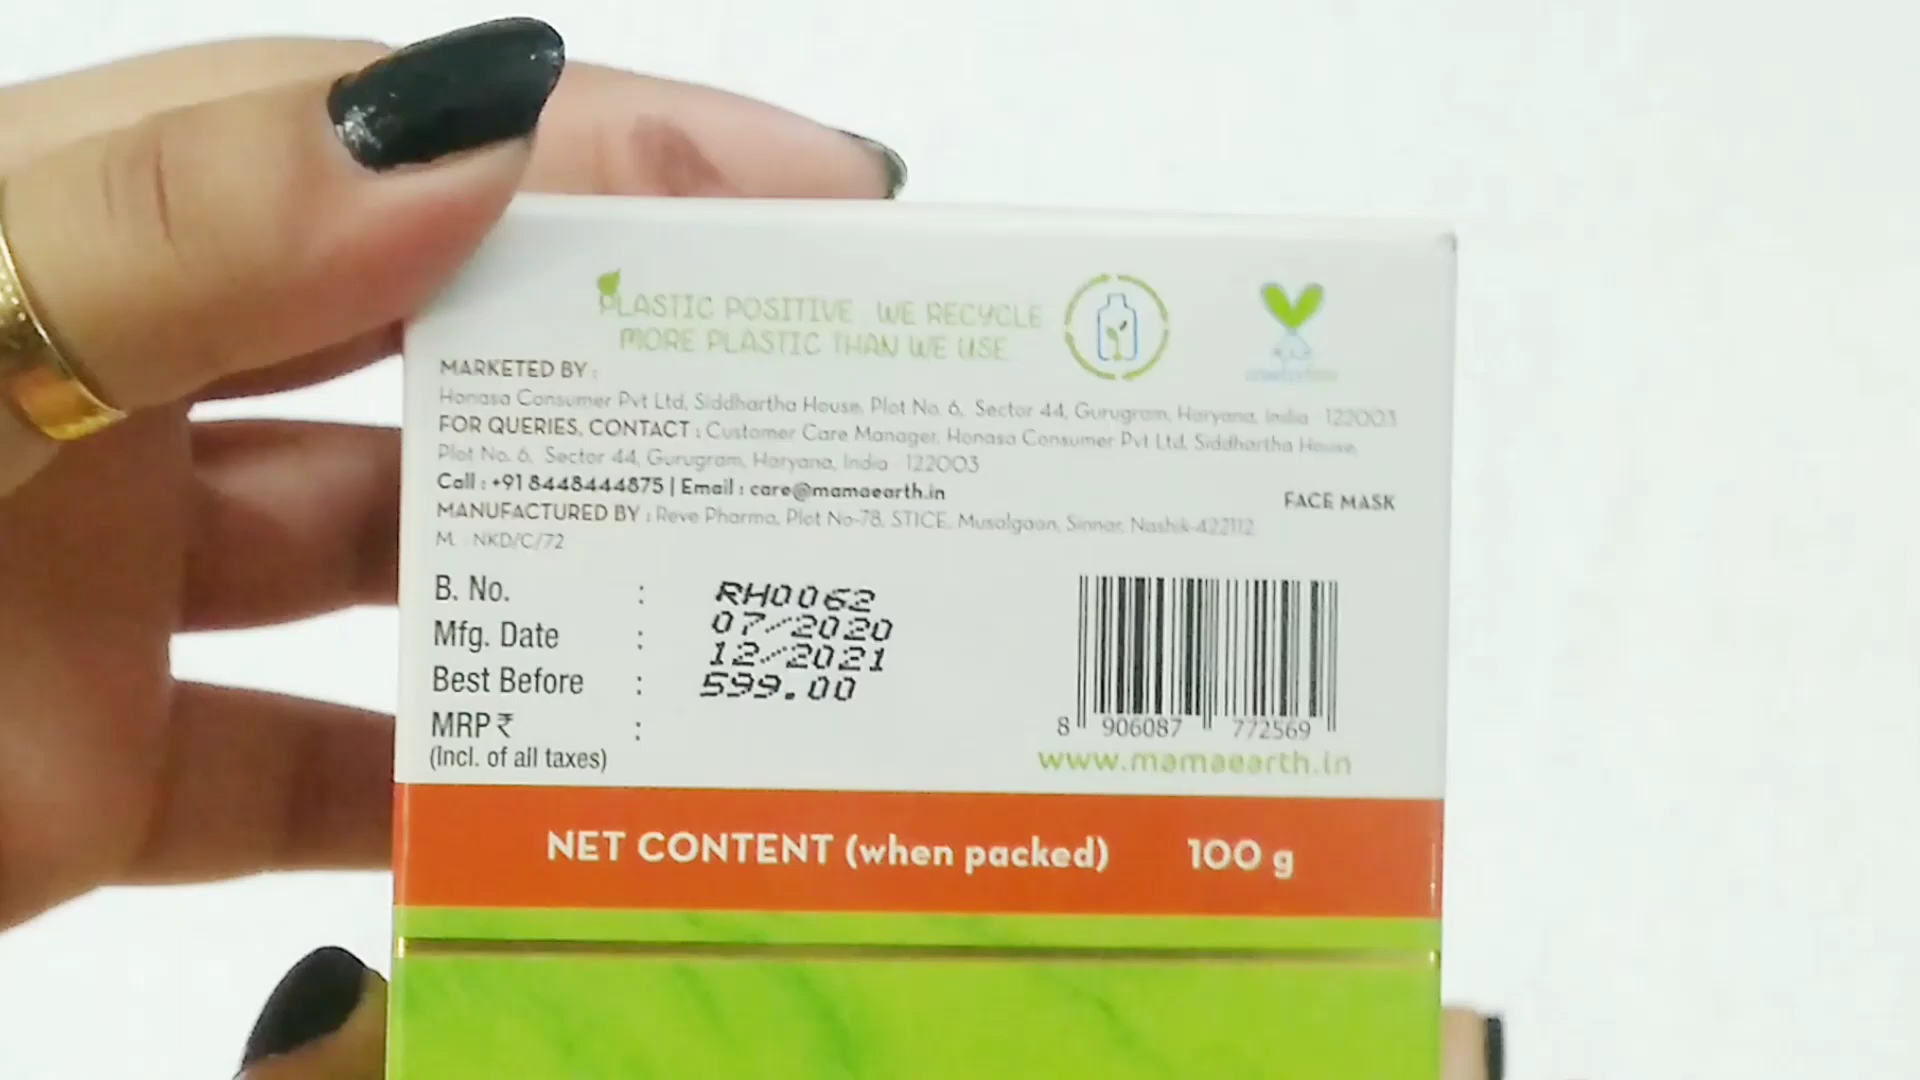 PLASTIC POSITIVE WE RECYCLE
MORE PLASTIC THAN WE USE
MARKETED BY :
Honasa Consumer Pvt Ltd, Siddhartha House, Plot No. 6, Sector 44, Gurugram, Haryana, India 122003
FOR QUERIES, CONTACT : Customer Care Manager, Honasa Consumer Pvt Ltd, Siddhartha House,
Plot No. 6, Sector 44, Gurugram, Haryana, India 122003
Call : +91 8448444875 | Email : care@mamaearth.in
FACE MASK
MANUFACTURED BY : Reve Pharma, Plot No-78, STICE, Musalgaon, Sinnar, Nashik-422112
M. NKD/C/72
B. No. : RH0062
Mfg. Date : 07/2020
Best Before : 12/2021
MRP ₹ : 599.00
(Incl. of all taxes)
8 906087 772569
www.mamaearth.in
NET CONTENT (when packed) 100 g